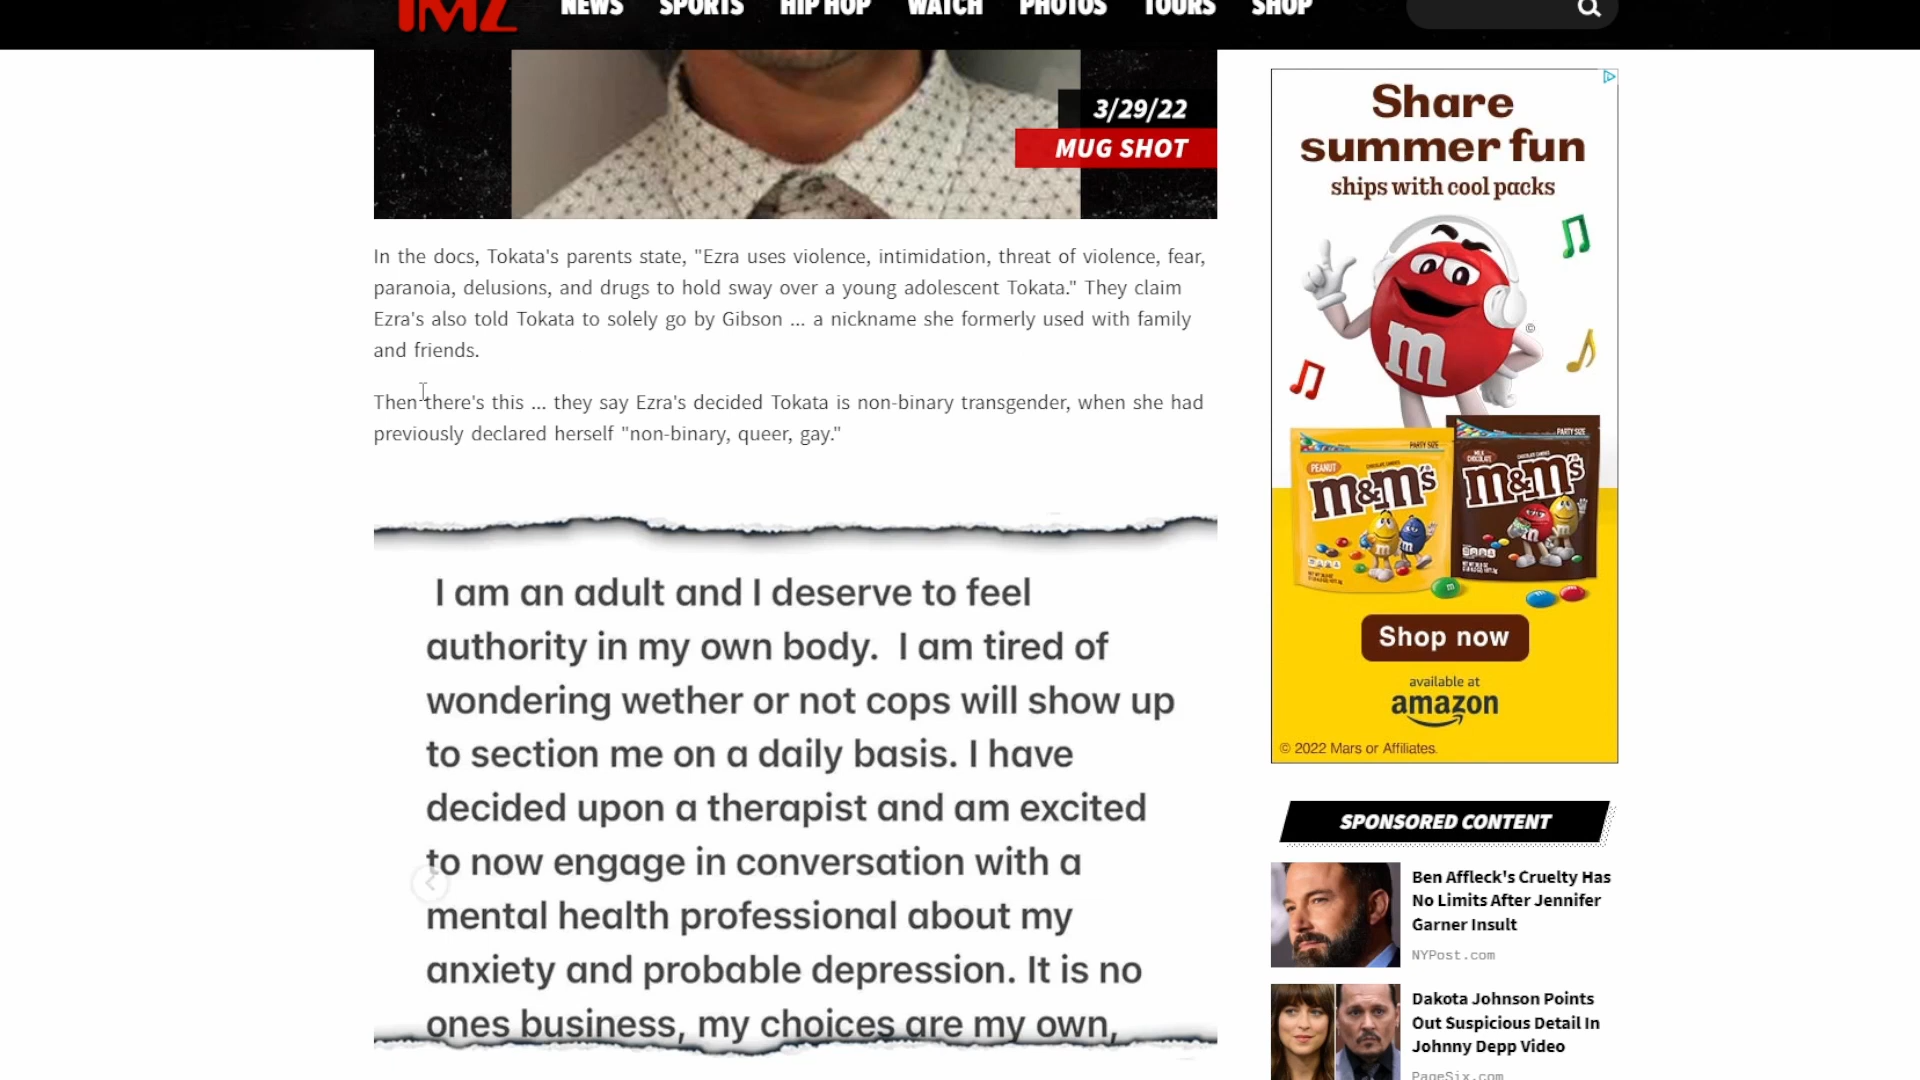 TMZ
NEWS SPORTS HIP HOP WATCH PHOTOS TOURS SHOP
3/29/22
MUG SHOT
In the docs, Tokata's parents state, "Ezra uses violence, intimidation, threat of violence, fear,
paranoia, delusions, and drugs to hold sway over a young adolescent Tokata." They claim
Ezra's also told Tokata to solely go by Gibson ... a nickname she formerly used with family
and friends.
Then there's this ... they say Ezra's decided Tokata is non-binary transgender, when she had
previously declared herself "non-binary, queer, gay."
I am an adult and I deserve to feel
authority in my own body. I am tired of
wondering wether or not cops will show up
to section me on a daily basis. I have
decided upon a therapist and am excited
to now engage in conversation with a
mental health professional about my
anxiety and probable depression. It is no
ones business, my choices are my own,
Share
summer fun
ships with cool packs
m
©
PARTY SIZE
PEANUT
m&m's
PARTY SIZE
MILK CHOCOLATE
m&m's
Shop now
available at
amazon
© 2022 Mars or Affiliates.
SPONSORED CONTENT
Ben Affleck's Cruelty Has
No Limits After Jennifer
Garner Insult
NYPost.com
Dakota Johnson Points
Out Suspicious Detail In
Johnny Depp Video
PageSix.com